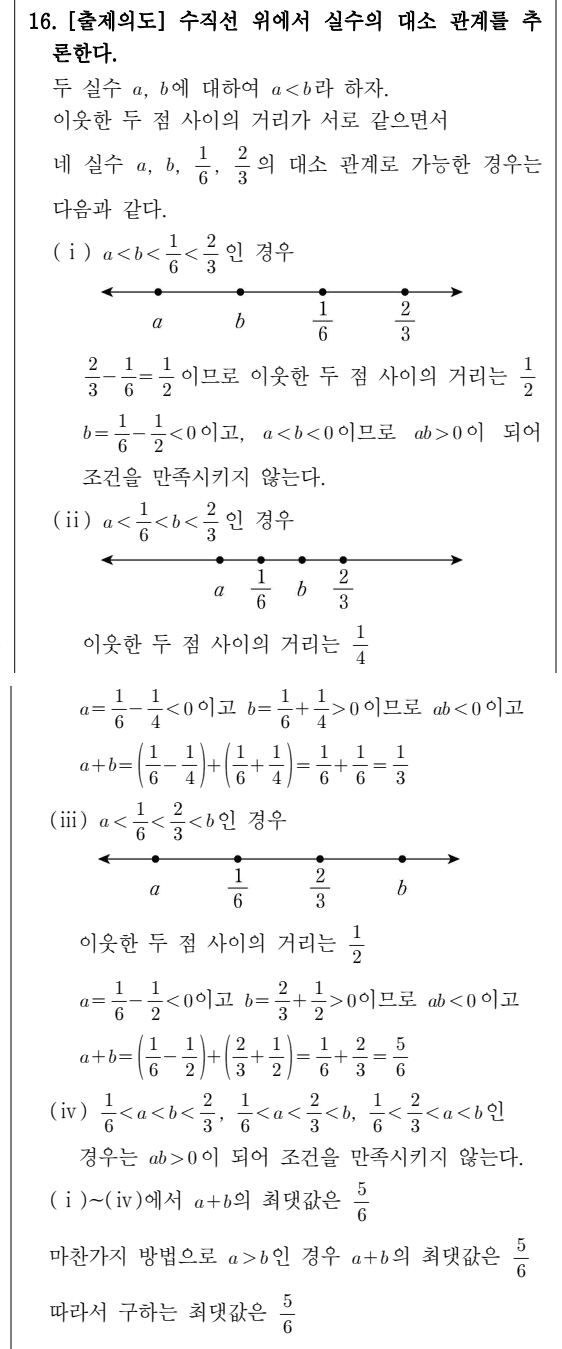 16. [출제의도] 수직선 위에서 실수의 대소 관계를 추
론한다.
두 실수 a, b에 대하여 a<b라 하자.
이웃한 두 점 사이의 거리가 서로 같으면서
네 실수 a, b, 1/6, 2/3의 대소 관계로 가능한 경우는
다음과 같다.
(ⅰ) a<b<1/6<2/3인 경우
a b 1/6 2/3
2/3-1/6=1/2이므로 이웃한 두 점 사이의 거리는 1/2
b=1/6-1/2<0이고, a<b<0이므로 ab>0이 되어
조건을 만족시키지 않는다.
(ⅱ) a<1/6<b<2/3인 경우
a 1/6 b 2/3
이웃한 두 점 사이의 거리는 1/4
a=1/6-1/4<0이고 b=1/6+1/4>0이므로 ab<0이고
a+b=(1/6-1/4)+(1/6+1/4)=1/6+1/6=1/3
(ⅲ) a<1/6<2/3<b인 경우
a 1/6 2/3 b
이웃한 두 점 사이의 거리는 1/2
a=1/6-1/2<0이고 b=2/3+1/2>0이므로 ab<0이고
a+b=(1/6-1/2)+(2/3+1/2)=1/6+2/3=5/6
(ⅳ) 1/6<a<b<2/3, 1/6<a<2/3<b, 1/6<2/3<a<b인
경우는 ab>0이 되어 조건을 만족시키지 않는다.
(ⅰ)~(ⅳ)에서 a+b의 최댓값은 5/6
마찬가지 방법으로 a>b인 경우 a+b의 최댓값은 5/6
따라서 구하는 최댓값은 5/6